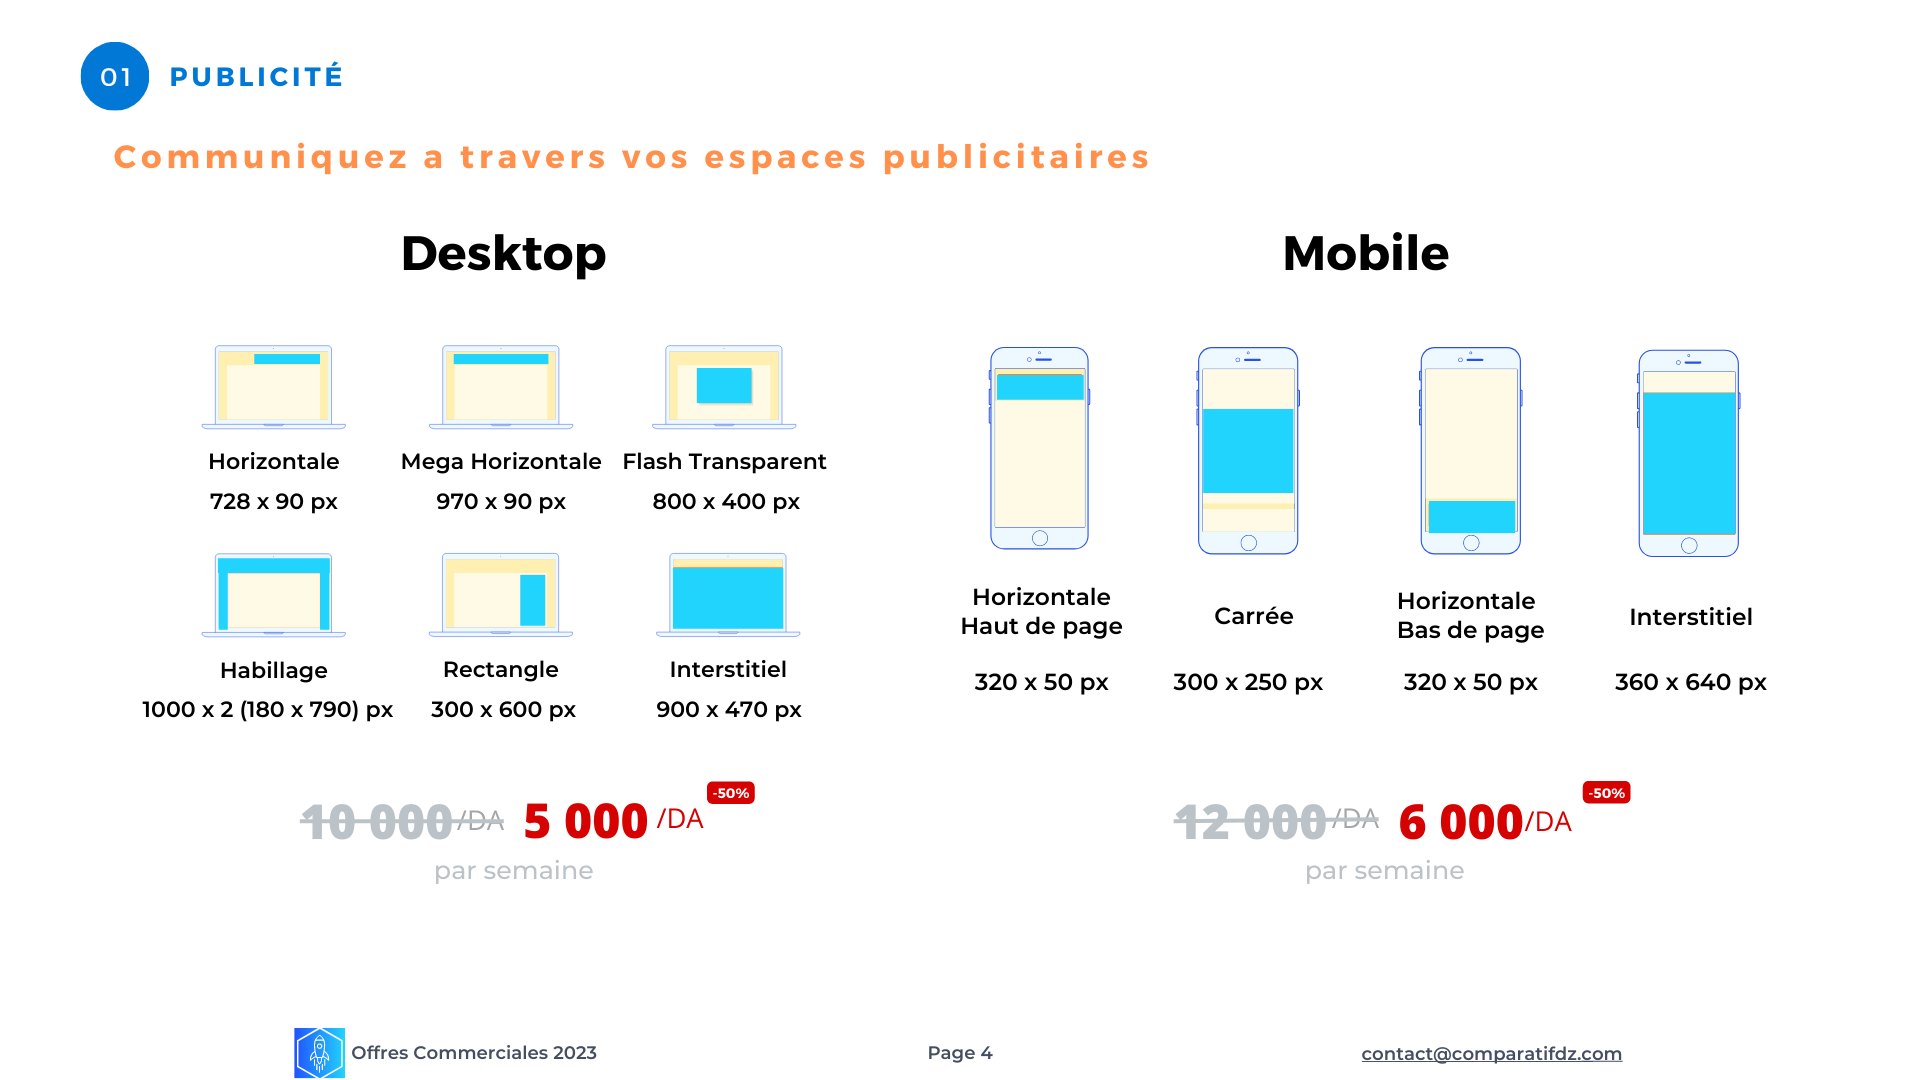 01
PUBLICITÉ
Communiquez a travers vos espaces publicitaires
Desktop
Horizontale
728 x 90 px
Mega Horizontale
970 x 90 px
Flash Transparent
800 x 400 px
Habillage
1000 x 2 (180 x 790) px
Rectangle
300 x 600 px
Interstitiel
900 x 470 px
10 000/DA 5 000 /DA
-50%
par semaine
Mobile
Horizontale
Haut de page
320 x 50 px
Carrée
300 x 250 px
Horizontale
Bas de page
320 x 50 px
Interstitiel
360 x 640 px
12 000/DA 6 000/DA
-50%
par semaine
Offres Commerciales 2023
Page 4
contact@comparatifdz.com